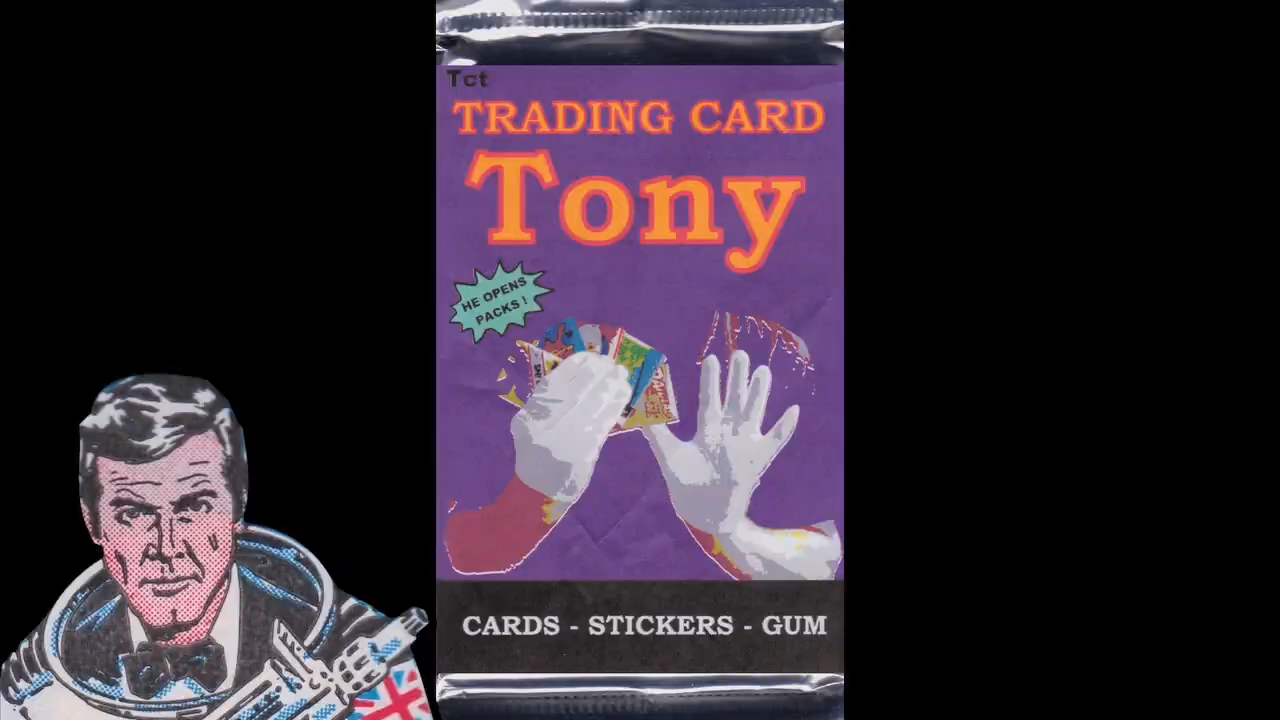 Tct
TRADING CARD
Tony
HE OPENS
PACKS !
CARDS - STICKERS - GUM